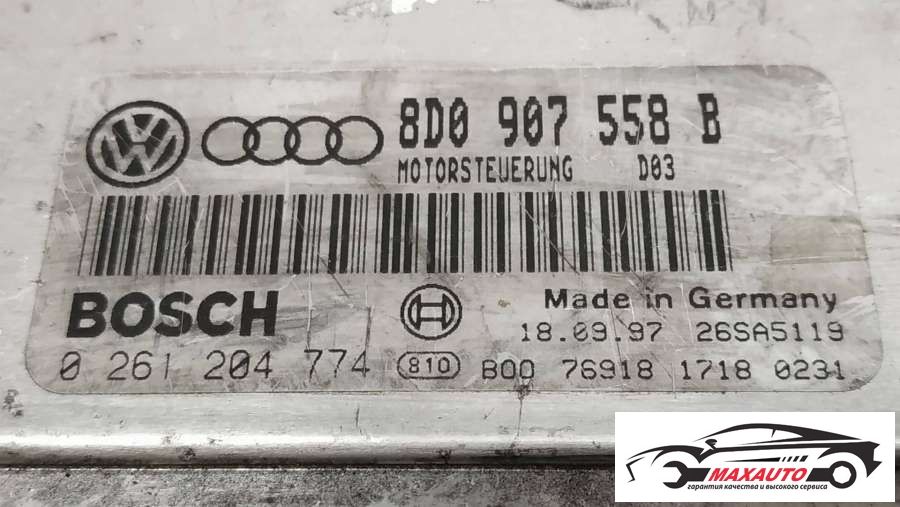 8D0 907 558 B
MOTORSTEUERUNG D03
BOSCH
Made in Germany
18.09.97 26SA5119
0 261 204 774 810 B00 76918 1718 0231
MAXAUTO
гарантия качества и высокого сервиса